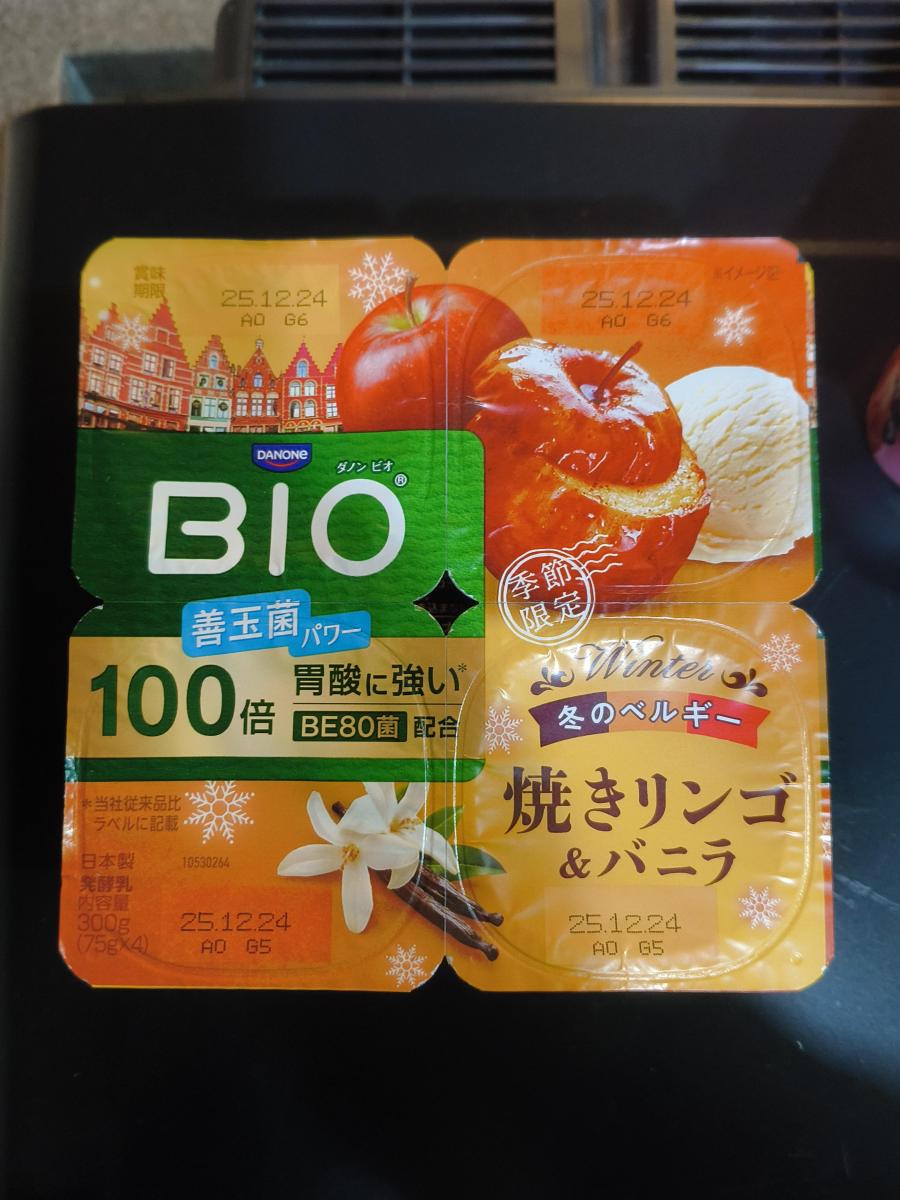 賞味
期限
25.12.24
AO G6
25.12.24
AO G6
※イメージ図
DANONE
ダノン ビオ
BIO®
善玉菌パワー
100倍
胃酸に強い*
BE80菌 配合
季節
限定
Winter
冬のベルギー
焼きリンゴ
&バニラ
*当社従来品比
ラベルに記載
日本製
10530264
発酵乳
内容量
300g
(75g×4)
25.12.24
AO G5
25.12.24
AO G5